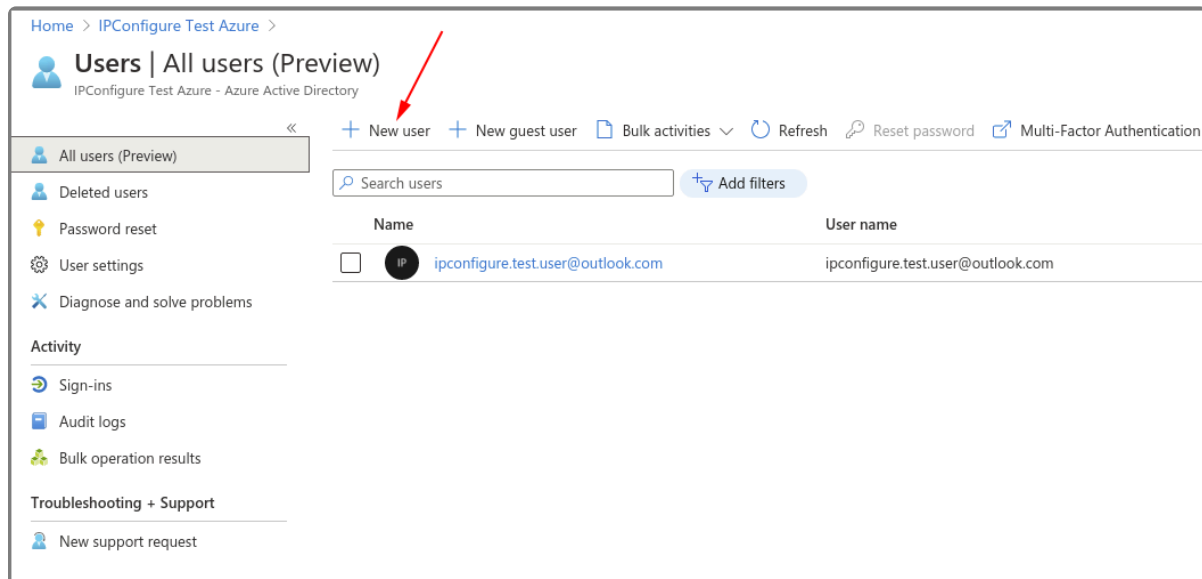 Home > IPConfigure Test Azure >
Users | All users (Preview)
IPConfigure Test Azure - Azure Active Directory
«
All users (Preview)
Deleted users
Password reset
User settings
Diagnose and solve problems
Activity
Sign-ins
Audit logs
Bulk operation results
Troubleshooting + Support
New support request
+ New user + New guest user Bulk activities Refresh Reset password Multi-Factor Authentication
Search users Add filters
Name User name
IP ipconfigure.test.user@outlook.com ipconfigure.test.user@outlook.com